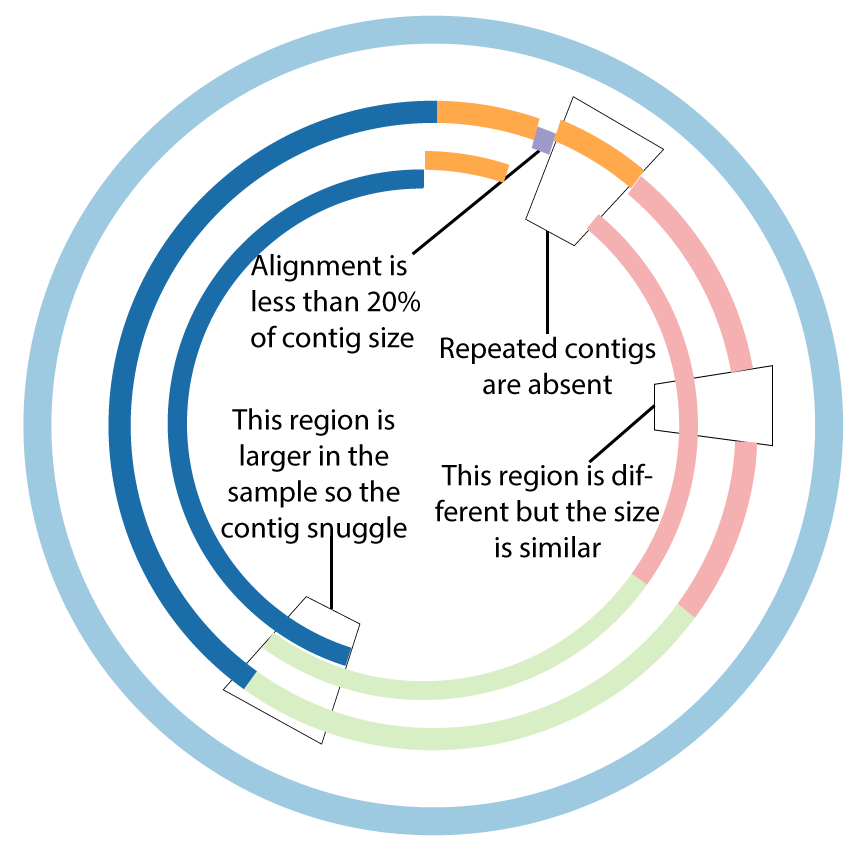 Alignment is
less than 20%
of contig size
Repeated contigs
are absent
This region is
larger in the
sample so the
contig snuggle
This region is dif-
ferent but the size
is similar